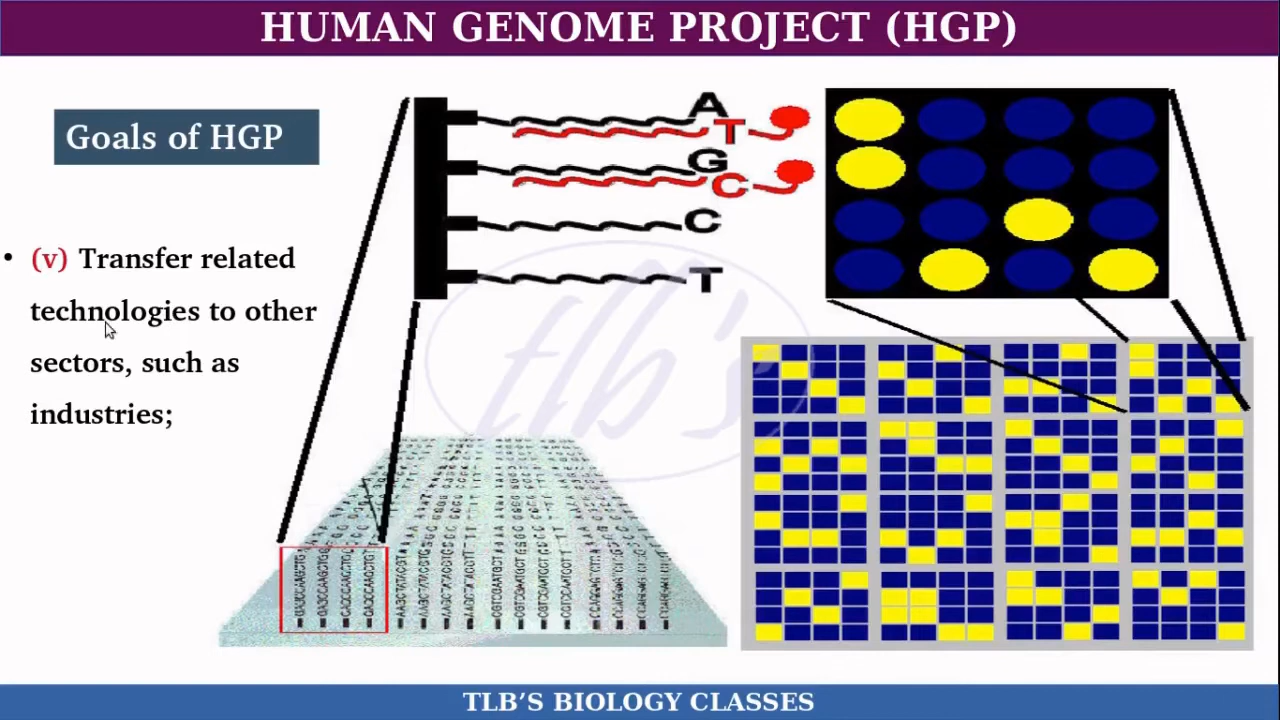 HUMAN GENOME PROJECT (HGP)
Goals of HGP
• (v) Transfer related
technologies to other
sectors, such as
industries;
A
T
G
C
C
T
tlb's
TLB’S BIOLOGY CLASSES